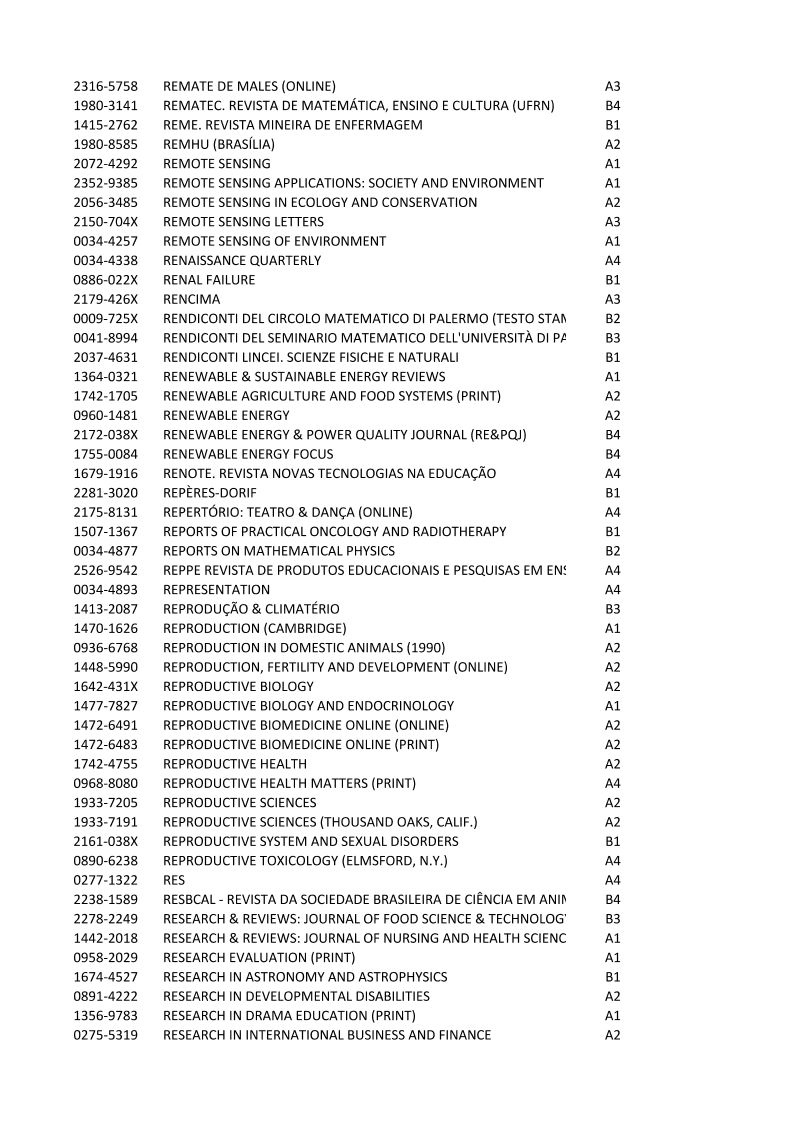 2316-5758 REMATE DE MALES (ONLINE) A3
1980-3141 REMATEC. REVISTA DE MATEMÁTICA, ENSINO E CULTURA (UFRN) B4
1415-2762 REME. REVISTA MINEIRA DE ENFERMAGEM B1
1980-8585 REMHU (BRASÍLIA) A2
2072-4292 REMOTE SENSING A1
2352-9385 REMOTE SENSING APPLICATIONS: SOCIETY AND ENVIRONMENT A1
2056-3485 REMOTE SENSING IN ECOLOGY AND CONSERVATION A2
2150-704X REMOTE SENSING LETTERS A3
0034-4257 REMOTE SENSING OF ENVIRONMENT A1
0034-4338 RENAISSANCE QUARTERLY A4
0886-022X RENAL FAILURE B1
2179-426X RENCIMA A3
0009-725X RENDICONTI DEL CIRCOLO MATEMATICO DI PALERMO (TESTO STAM B2
0041-8994 RENDICONTI DEL SEMINARIO MATEMATICO DELL'UNIVERSITÀ DI PA B3
2037-4631 RENDICONTI LINCEI. SCIENZE FISICHE E NATURALI B1
1364-0321 RENEWABLE & SUSTAINABLE ENERGY REVIEWS A1
1742-1705 RENEWABLE AGRICULTURE AND FOOD SYSTEMS (PRINT) A2
0960-1481 RENEWABLE ENERGY A2
2172-038X RENEWABLE ENERGY & POWER QUALITY JOURNAL (RE&PQJ) B4
1755-0084 RENEWABLE ENERGY FOCUS B4
1679-1916 RENOTE. REVISTA NOVAS TECNOLOGIAS NA EDUCAÇÃO A4
2281-3020 REPÈRES-DORIF B1
2175-8131 REPERTÓRIO: TEATRO & DANÇA (ONLINE) A4
1507-1367 REPORTS OF PRACTICAL ONCOLOGY AND RADIOTHERAPY B1
0034-4877 REPORTS ON MATHEMATICAL PHYSICS B2
2526-9542 REPPE REVISTA DE PRODUTOS EDUCACIONAIS E PESQUISAS EM ENS A4
0034-4893 REPRESENTATION A4
1413-2087 REPRODUÇÃO & CLIMATÉRIO B3
1470-1626 REPRODUCTION (CAMBRIDGE) A1
0936-6768 REPRODUCTION IN DOMESTIC ANIMALS (1990) A2
1448-5990 REPRODUCTION, FERTILITY AND DEVELOPMENT (ONLINE) A2
1642-431X REPRODUCTIVE BIOLOGY A2
1477-7827 REPRODUCTIVE BIOLOGY AND ENDOCRINOLOGY A1
1472-6491 REPRODUCTIVE BIOMEDICINE ONLINE (ONLINE) A2
1472-6483 REPRODUCTIVE BIOMEDICINE ONLINE (PRINT) A2
1742-4755 REPRODUCTIVE HEALTH A2
0968-8080 REPRODUCTIVE HEALTH MATTERS (PRINT) A4
1933-7205 REPRODUCTIVE SCIENCES A2
1933-7191 REPRODUCTIVE SCIENCES (THOUSAND OAKS, CALIF.) A2
2161-038X REPRODUCTIVE SYSTEM AND SEXUAL DISORDERS B1
0890-6238 REPRODUCTIVE TOXICOLOGY (ELMSFORD, N.Y.) A4
0277-1322 RES A4
2238-1589 RESBCAL - REVISTA DA SOCIEDADE BRASILEIRA DE CIÊNCIA EM ANIM B4
2278-2249 RESEARCH & REVIEWS: JOURNAL OF FOOD SCIENCE & TECHNOLOGY B3
1442-2018 RESEARCH & REVIEWS: JOURNAL OF NURSING AND HEALTH SCIENC A1
0958-2029 RESEARCH EVALUATION (PRINT) A1
1674-4527 RESEARCH IN ASTRONOMY AND ASTROPHYSICS B1
0891-4222 RESEARCH IN DEVELOPMENTAL DISABILITIES A2
1356-9783 RESEARCH IN DRAMA EDUCATION (PRINT) A1
0275-5319 RESEARCH IN INTERNATIONAL BUSINESS AND FINANCE A2